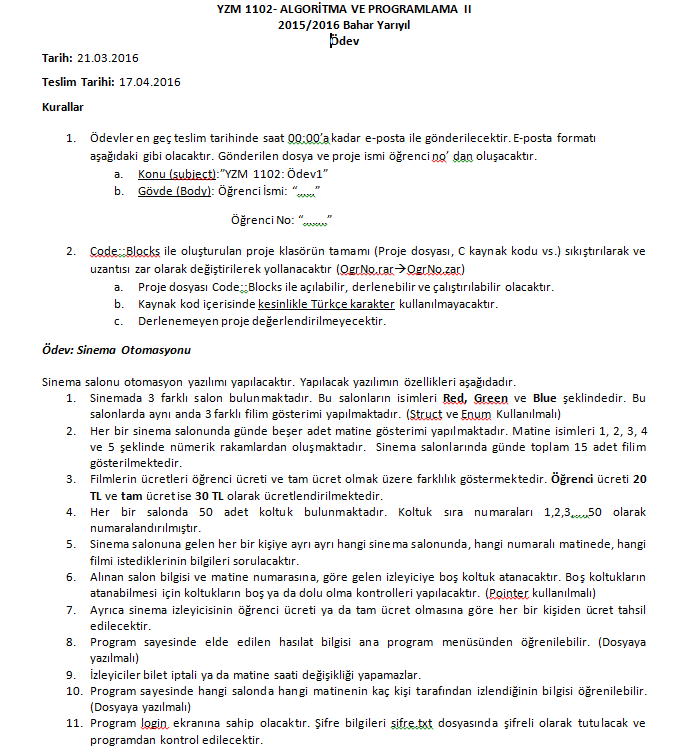 YZM 1102- ALGORİTMA VE PROGRAMLAMA II
2015/2016 Bahar Yarıyıl
Ödev
Tarih: 21.03.2016
Teslim Tarihi: 17.04.2016
Kurallar
1. Ödevler en geç teslim tarihinde saat 00:00'a kadar e-posta ile gönderilecektir. E-posta formatı
aşağıdaki gibi olacaktır. Gönderilen dosya ve proje ismi öğrenci no' dan oluşacaktır.
a. Konu (subject):"YZM 1102: Ödev1"
b. Gövde (Body): Öğrenci İsmi: "......"
Öğrenci No: "........"
2. Code::Blocks ile oluşturulan proje klasörün tamamı (Proje dosyası, C kaynak kodu vs.) sıkıştırılarak ve
uzantısı zar olarak değiştirilerek yollanacaktır (OgrNo.rar→OgrNo.zar)
a. Proje dosyası Code::Blocks ile açılabilir, derlenebilir ve çalıştırılabilir olacaktır.
b. Kaynak kod içerisinde kesinlikle Türkçe karakter kullanılmayacaktır.
c. Derlenemeyen proje değerlendirilmeyecektir.
Ödev: Sinema Otomasyonu
Sinema salonu otomasyon yazılımı yapılacaktır. Yapılacak yazılımın özellikleri aşağıdadır.
1. Sinemada 3 farklı salon bulunmaktadır. Bu salonların isimleri Red, Green ve Blue şeklindedir. Bu
salonlarda aynı anda 3 farklı filim gösterimi yapılmaktadır. (Struct ve Enum Kullanılmalı)
2. Her bir sinema salonunda günde beşer adet matine gösterimi yapılmaktadır. Matine isimleri 1, 2, 3, 4
ve 5 şeklinde nümerik rakamlardan oluşmaktadır. Sinema salonlarında günde toplam 15 adet filim
gösterilmektedir.
3. Filmlerin ücretleri öğrenci ücreti ve tam ücret olmak üzere farklılık göstermektedir. Öğrenci ücreti 20
TL ve tam ücret ise 30 TL olarak ücretlendirilmektedir.
4. Her bir salonda 50 adet koltuk bulunmaktadır. Koltuk sıra numaraları 1,2,3,.....50 olarak
numaralandırılmıştır.
5. Sinema salonuna gelen her bir kişiye ayrı ayrı hangi sinema salonunda, hangi numaralı matinede, hangi
filmi istediklerinin bilgileri sorulacaktır.
6. Alınan salon bilgisi ve matine numarasına, göre gelen izleyiciye boş koltuk atanacaktır. Boş koltukların
atanabilmesi için koltukların boş ya da dolu olma kontrolleri yapılacaktır. (Pointer kullanılmalı)
7. Ayrıca sinema izleyicisinin öğrenci ücreti ya da tam ücret olmasına göre her bir kişiden ücret tahsil
edilecektir.
8. Program sayesinde elde edilen hasılat bilgisi ana program menüsünden öğrenilebilir. (Dosyaya
yazılmalı)
9. İzleyiciler bilet iptali ya da matine saati değişikliği yapamazlar.
10. Program sayesinde hangi salonda hangi matinenin kaç kişi tarafından izlendiğinin bilgisi öğrenilebilir.
(Dosyaya yazılmalı)
11. Program login ekranına sahip olacaktır. Şifre bilgileri sifre.txt dosyasında şifreli olarak tutulacak ve
programdan kontrol edilecektir.